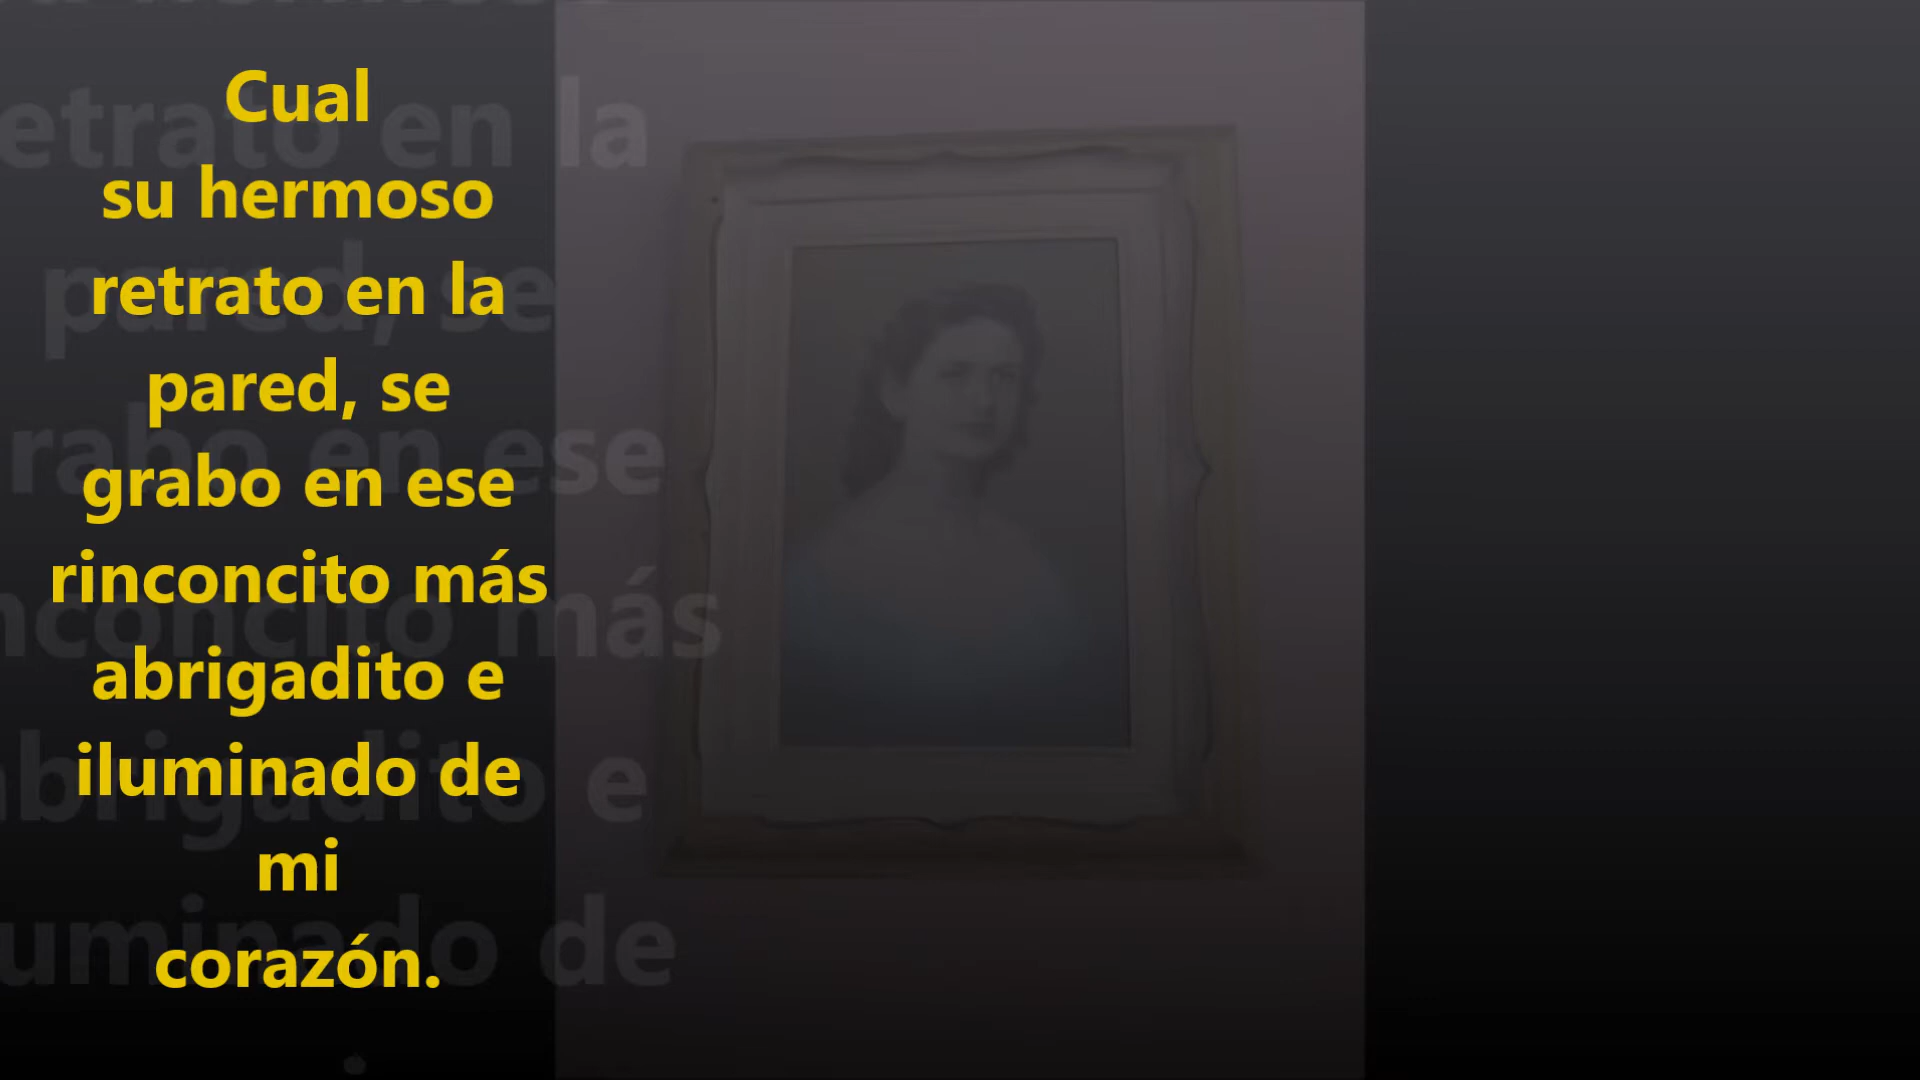 Cual
su hermoso
retrato en la
pared, se
grabo en ese
rinconcito más
abrigadito e
iluminado de
mi
corazón.